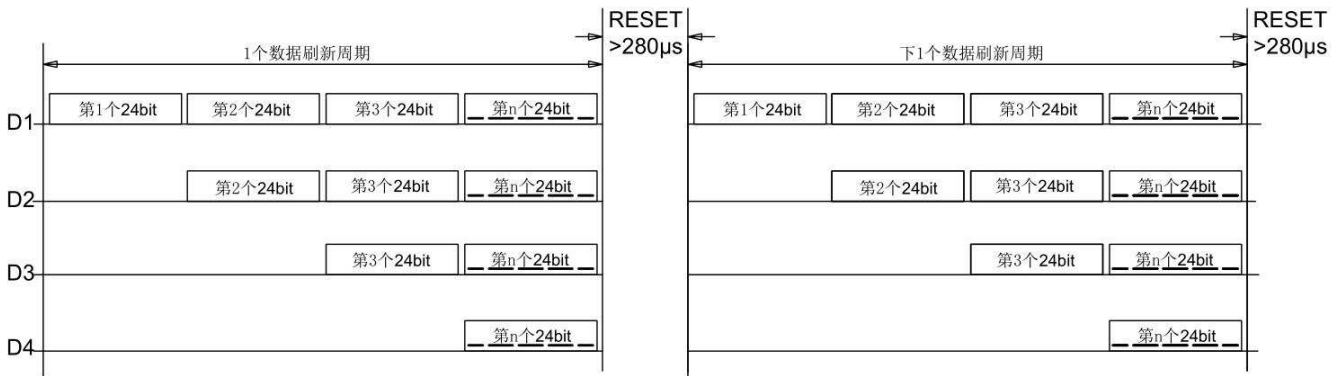 RESET
>280μs
RESET
>280μs
1个数据刷新周期
下1个数据刷新周期
D1 第1个24bit 第2个24bit 第3个24bit 第n个24bit 第1个24bit 第2个24bit 第3个24bit 第n个24bit
D2 第2个24bit 第3个24bit 第n个24bit 第2个24bit 第3个24bit 第n个24bit
D3 第3个24bit 第n个24bit 第3个24bit 第n个24bit
D4 第n个24bit 第n个24bit